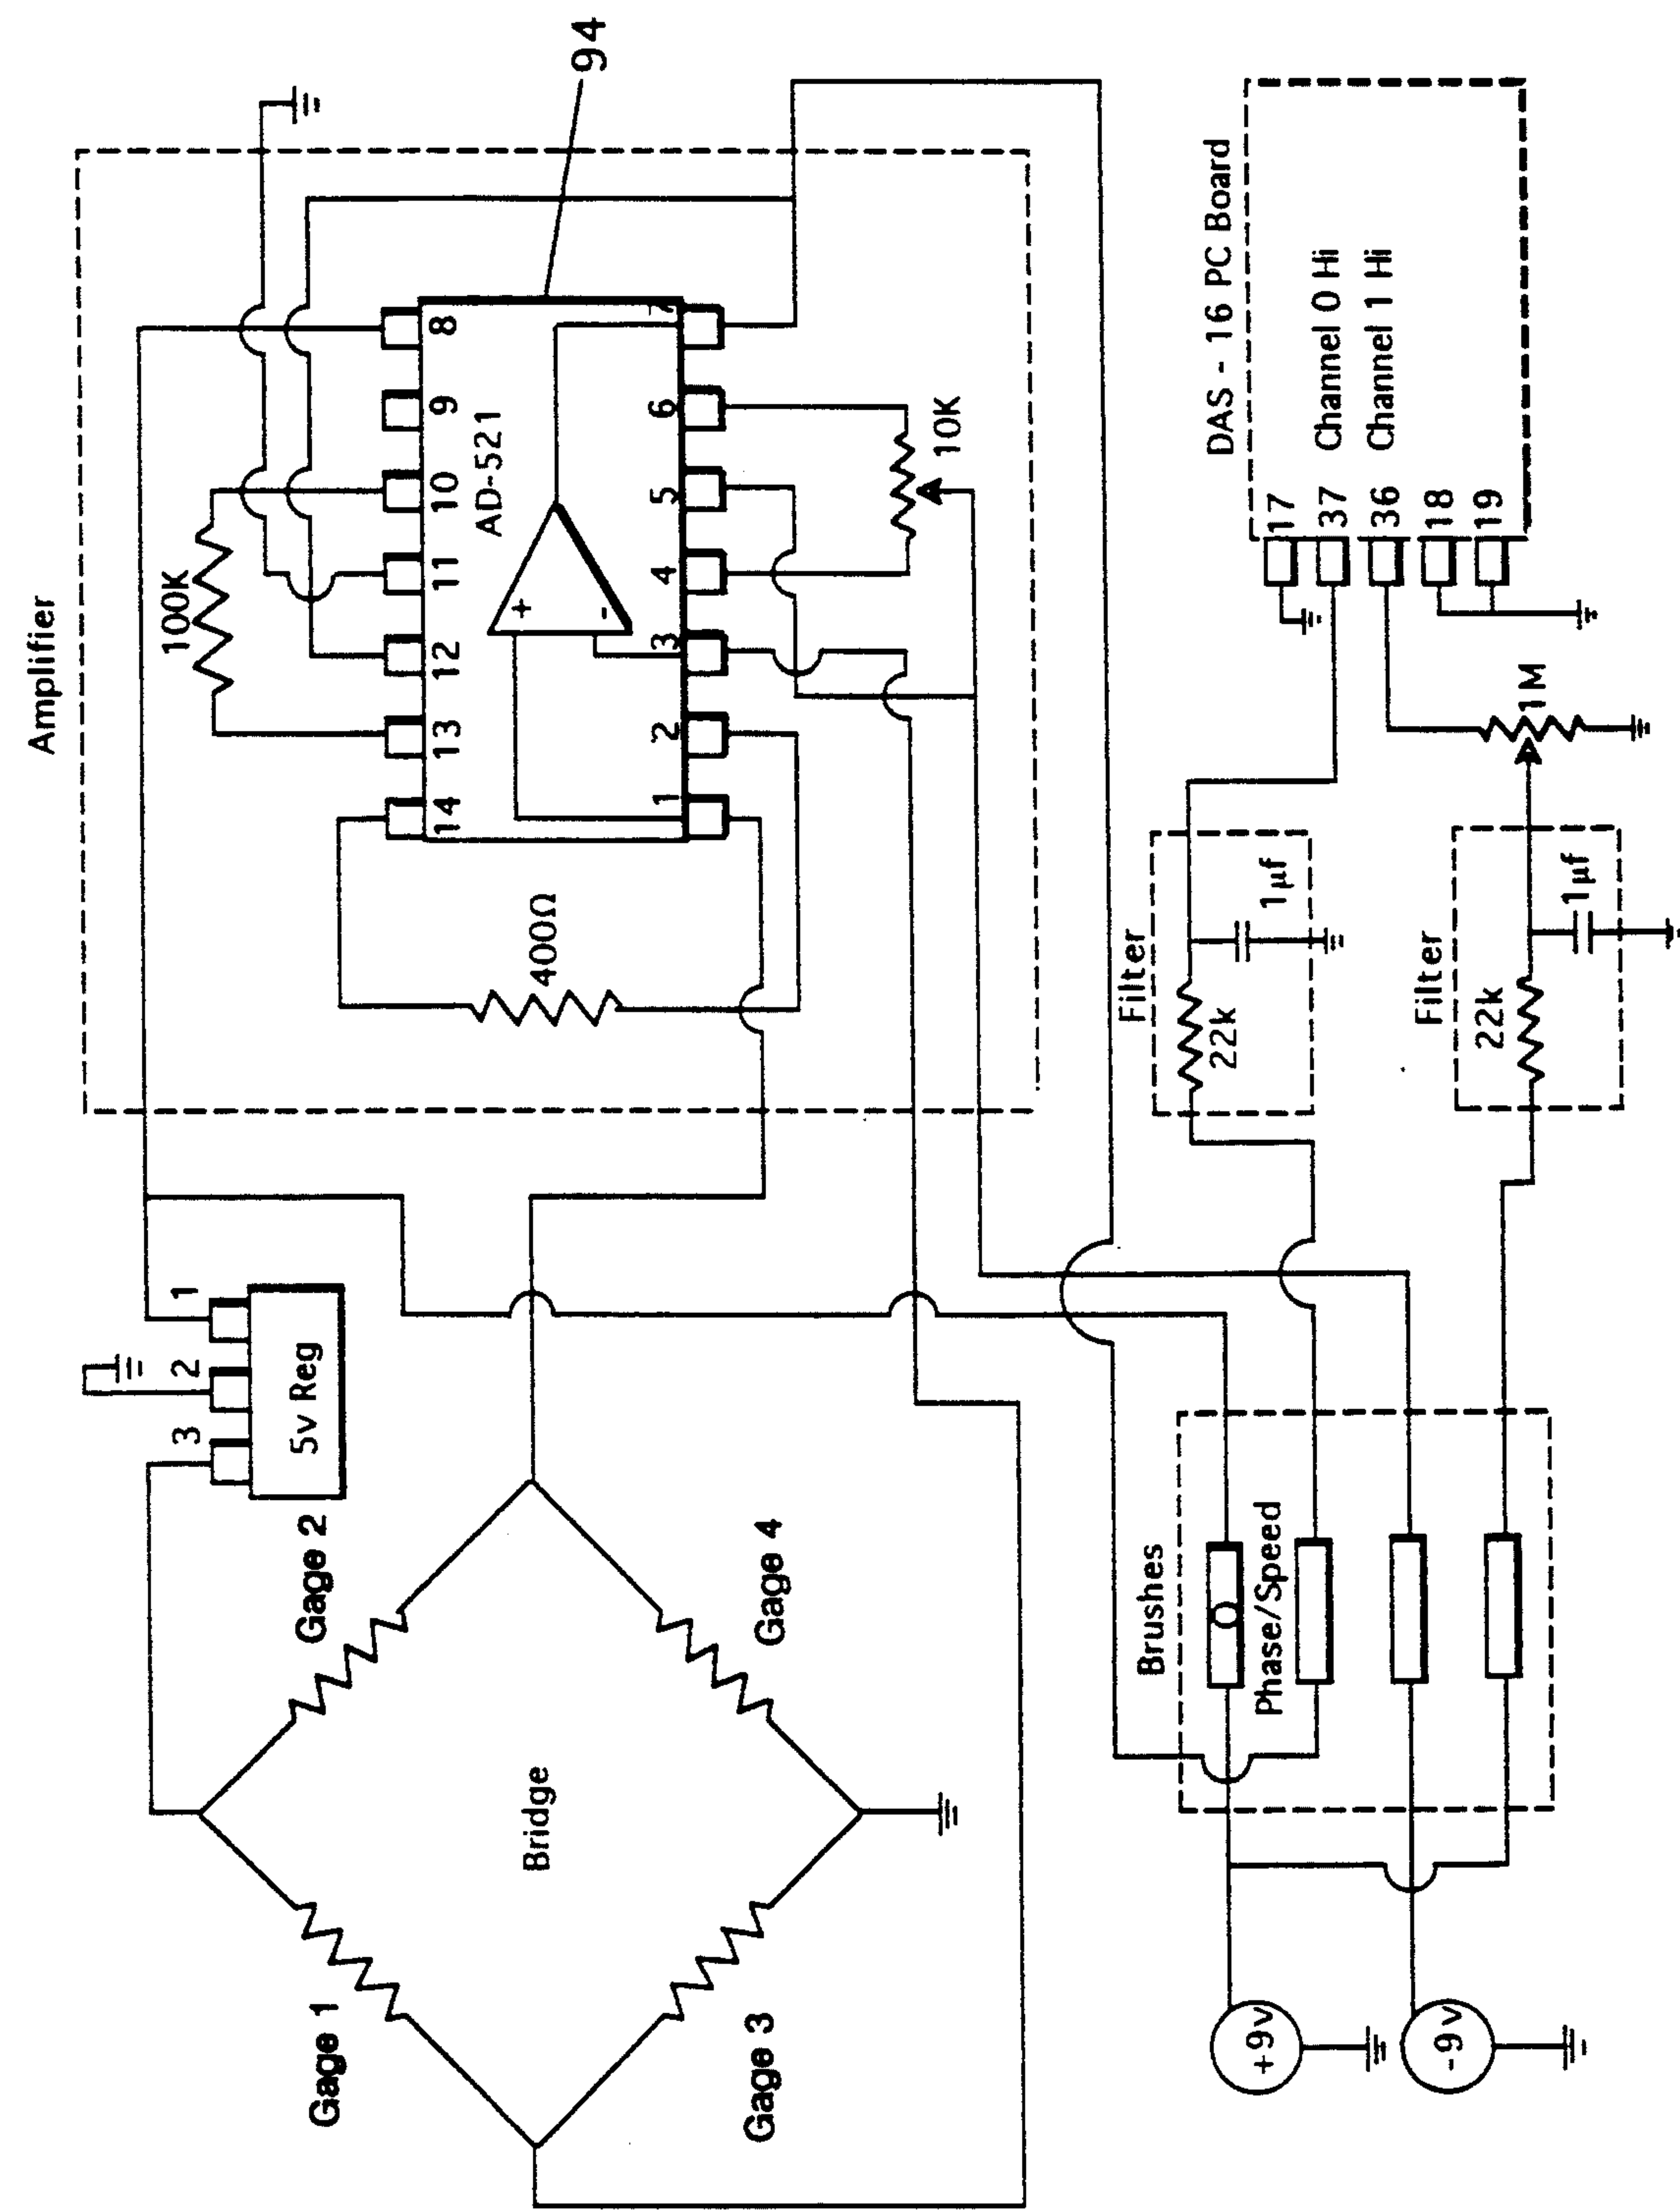 Amplifier
94
100K
8
9
10
11
12
13
14
AD-521
+
-
7
6
5
4
3
2
1
10K
400Ω
1
2
3
5v Reg
Gage 2
Gage 4
Gage 1
Gage 3
Bridge
DAS - 16 PC Board
17
37 Channel 0 Hi
36 Channel 1 Hi
18
19
1M
Filter
22k
1µf
Filter
22k
1µf
Brushes
Phase/Speed
+9v
-9v